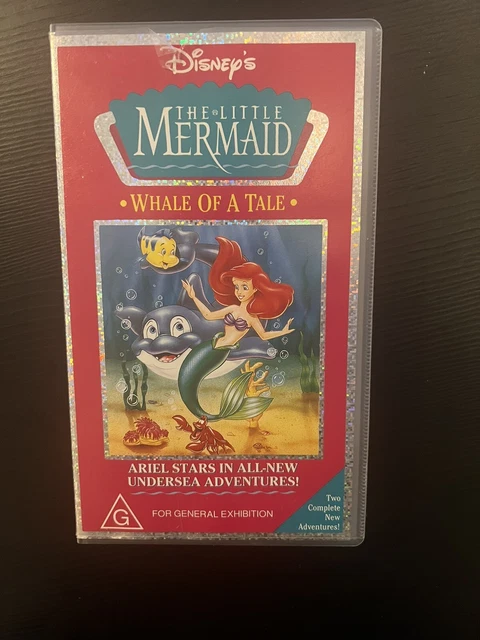 Disney's
THE LITTLE
MERMAID
• WHALE OF A TALE •
ARIEL STARS IN ALL-NEW
UNDERSEA ADVENTURES!
G
FOR GENERAL EXHIBITION
Two
Complete
New
Adventures!